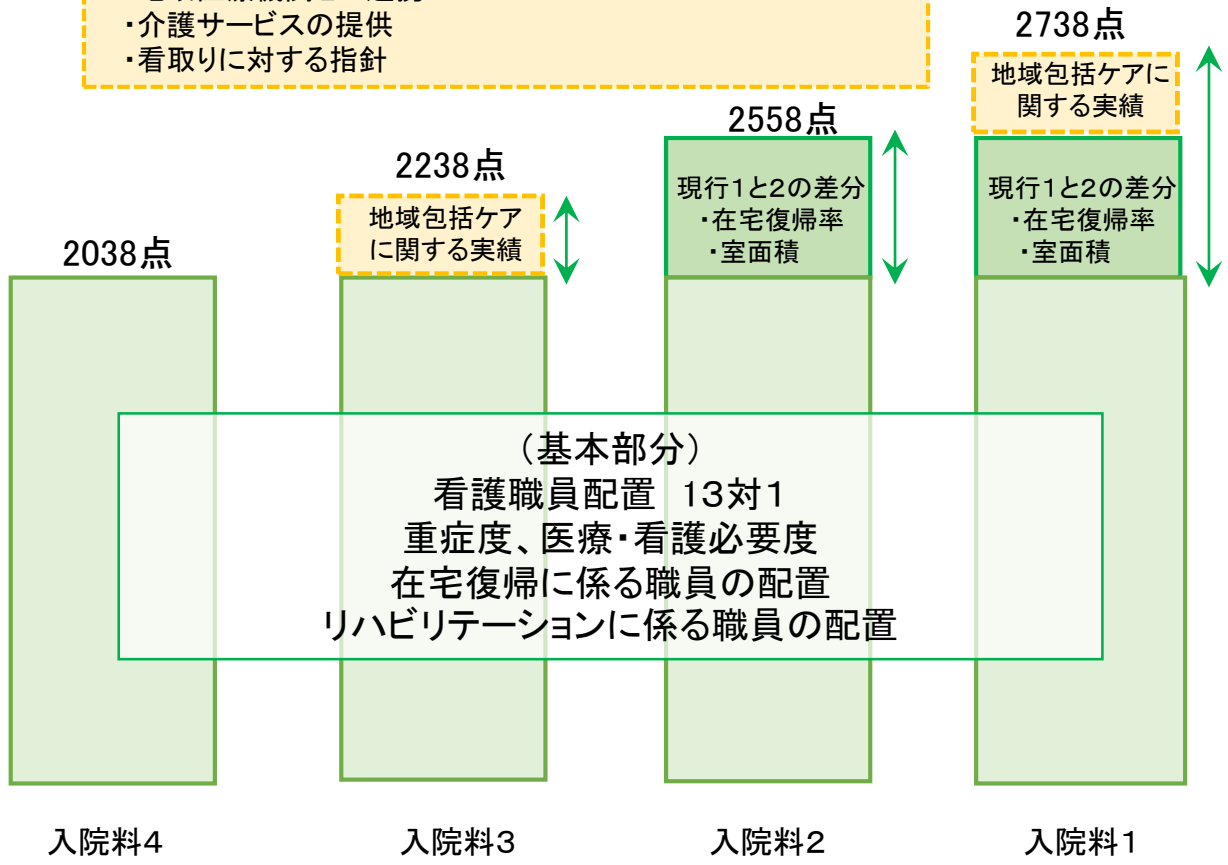 ・介護サービスの提供
・看取りに対する指針
2738点
地域包括ケアに
関する実績
2558点
現行1と2の差分
・在宅復帰率
・室面積
現行1と2の差分
・在宅復帰率
・室面積
2238点
地域包括ケア
に関する実績
2038点
(基本部分)
看護職員配置 13対1
重症度、医療・看護必要度
在宅復帰に係る職員の配置
リハビリテーションに係る職員の配置
入院料4
入院料3
入院料2
入院料1